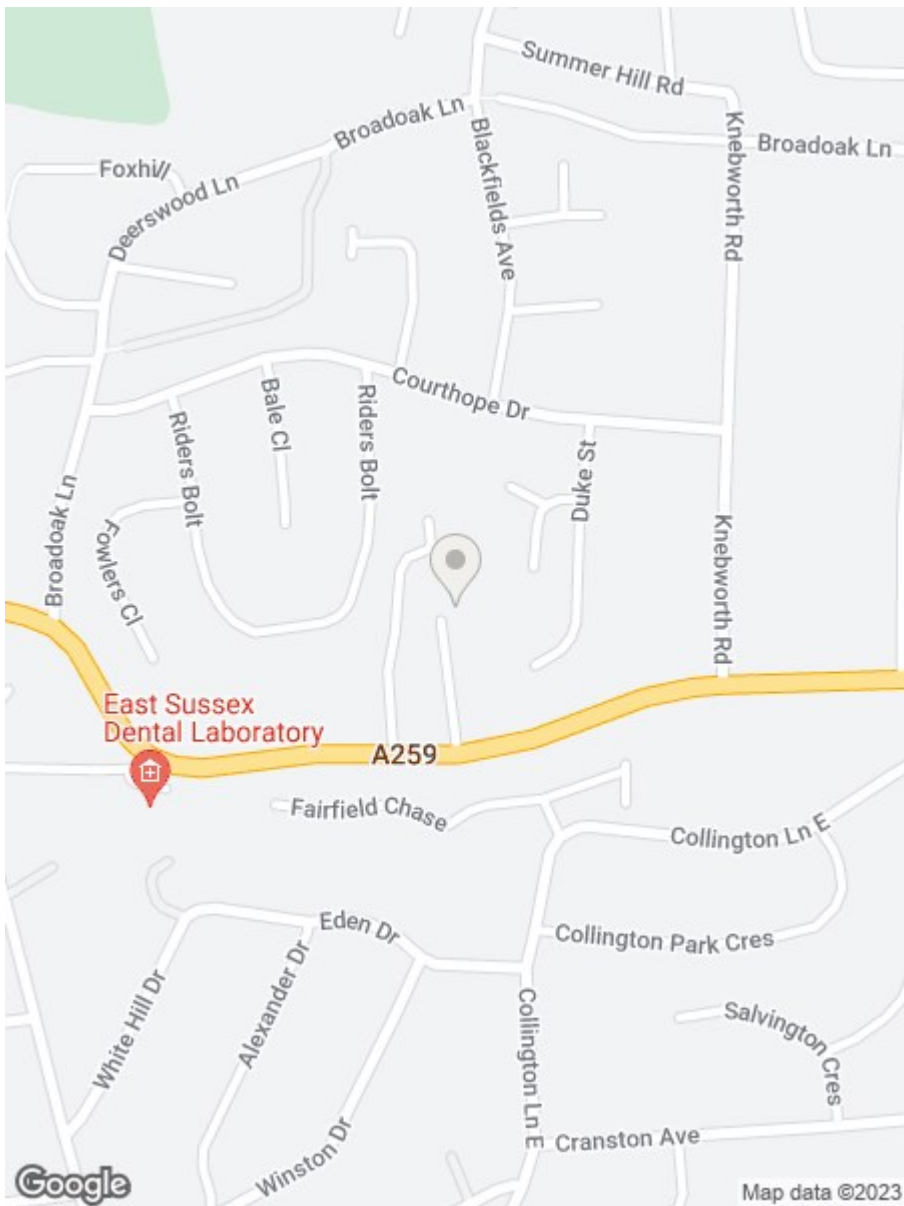 Summer Hill Rd
Broadoak Ln
Broadoak Ln
Foxhill
Deerswood Ln
Blackfields Ave
Knebworth Rd
Courthope Dr
Bale Cl
Riders Bolt
Riders Bolt
Duke St
Broadoak Ln
Fowlers Cl
Knebworth Rd
East Sussex
Dental Laboratory
A259
Fairfield Chase
Collington Ln E
Eden Dr
Collington Park Cres
White Hill Dr
Alexander Dr
Collington Ln E
Salvington Cres
Winston Dr
Cranston Ave
Google
Map data ©2023